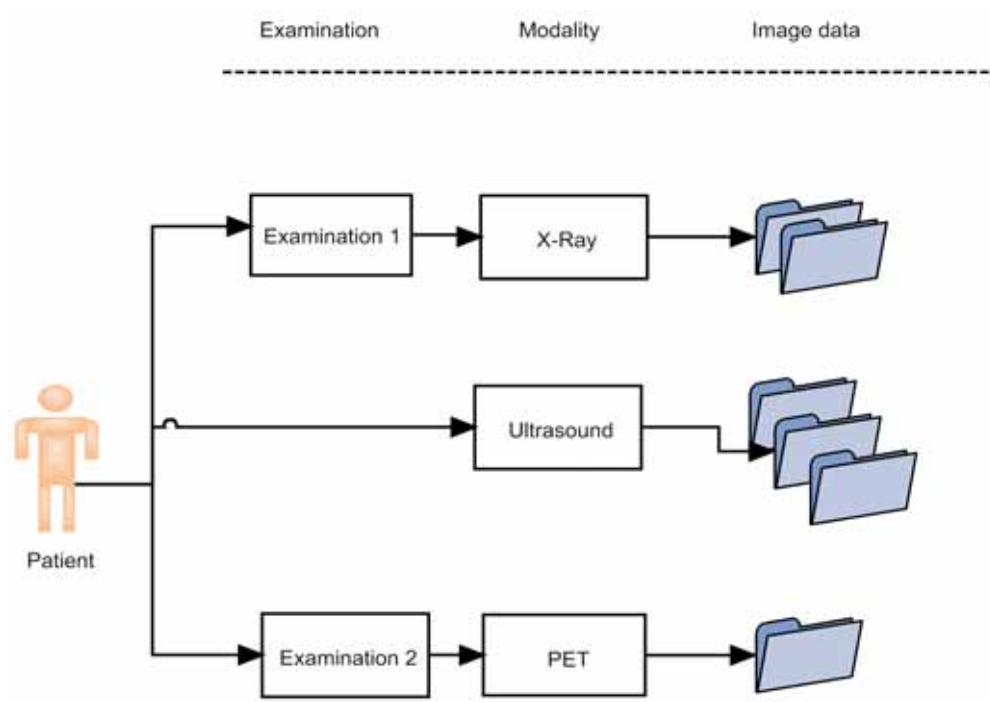 Examination Modality Image data
Examination 1
X-Ray
Ultrasound
Patient
Examination 2
PET